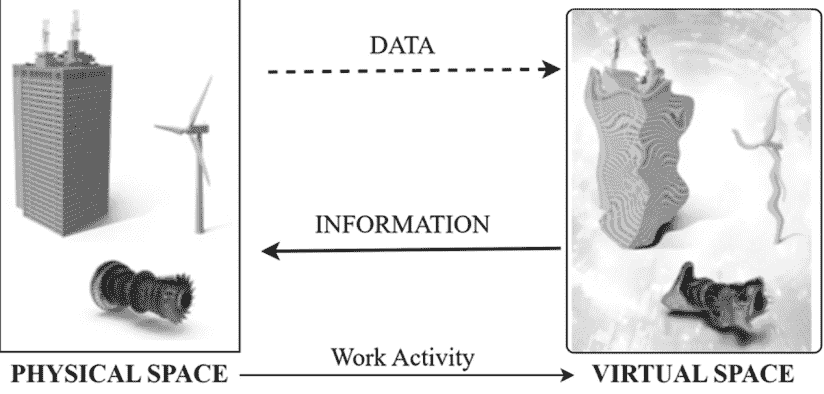 DATA
INFORMATION
Work Activity
PHYSICAL SPACE
VIRTUAL SPACE